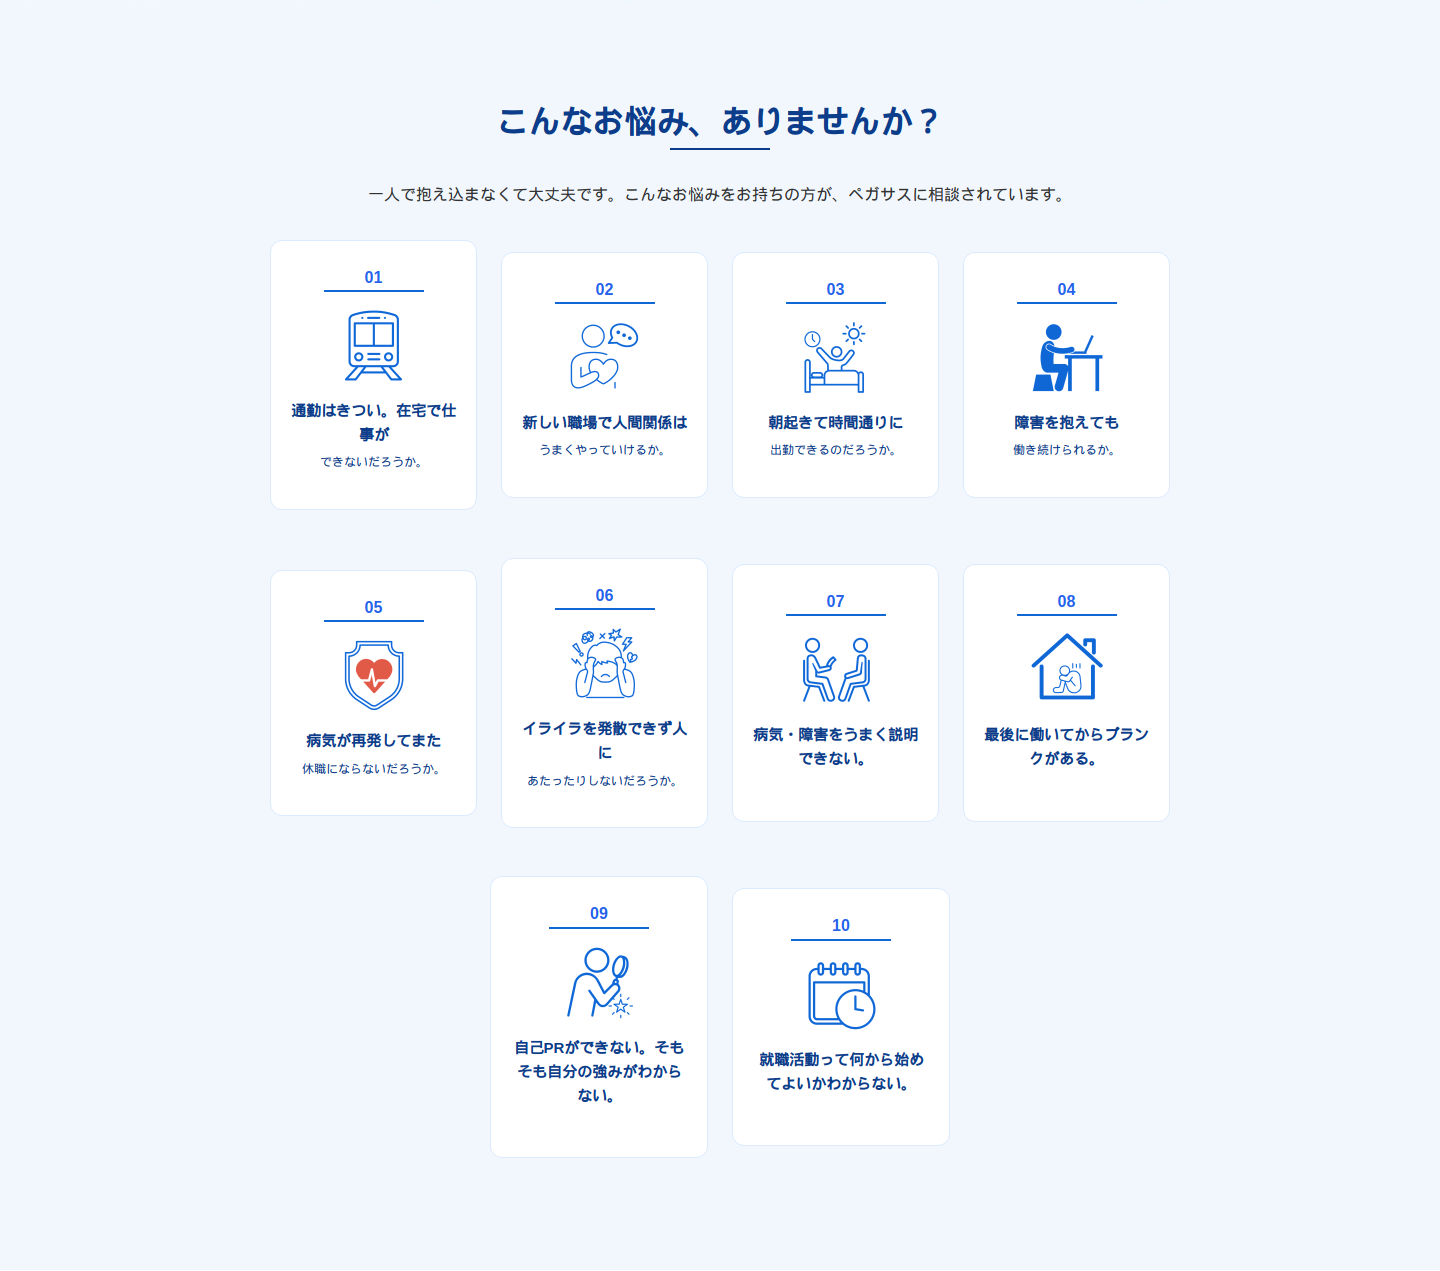 こんなお悩み、ありませんか？
一人で抱え込まなくて大丈夫です。こんなお悩みをお持ちの方が、ペガサスに相談されています。
01
通勤はきつい。在宅で仕
事が
できないだろうか。
02
新しい職場で人間関係は
うまくやっていけるか。
03
朝起きて時間通りに
出勤できるのだろうか。
04
障害を抱えても
働き続けられるか。
05
病気が再発してまた
休職にならないだろうか。
06
イライラを発散できず人
に
あたったりしないだろうか。
07
病気・障害をうまく説明
できない。
08
最後に働いてからブラン
クがある。
09
自己PRができない。そも
そも自分の強みがわから
ない。
10
就職活動って何から始め
てよいかわからない。